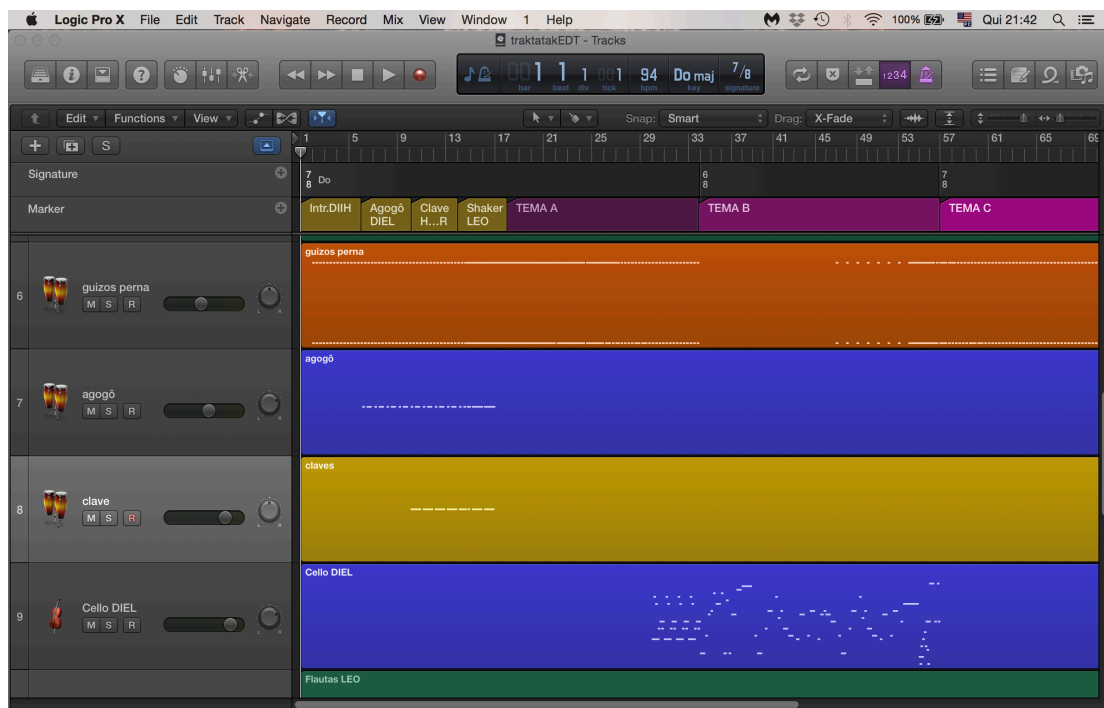 Logic Pro X File Edit Track Navigate Record Mix View Window 1 Help 100% Qui 21:42
traktatakEDT - Tracks
001 1 1 001 94 Do maj 7/8
bar beat div tick bpm key signature
1234
Edit Functions View Snap: Smart Drag: X-Fade
S 1 5 9 13 17 21 25 29 33 37 41 45 49 53 57 61 65 69
Signature 7/8 Do 6/8 7/8
Marker Intr.DIIH Agogô DIEL Clave H...R Shaker LEO TEMA A TEMA B TEMA C
guizos perna
6 guizos perna
M S R
agogô
7 agogô
M S R
claves
8 clave
M S R
Cello DIEL
9 Cello DIEL
M S R
Flautas LEO